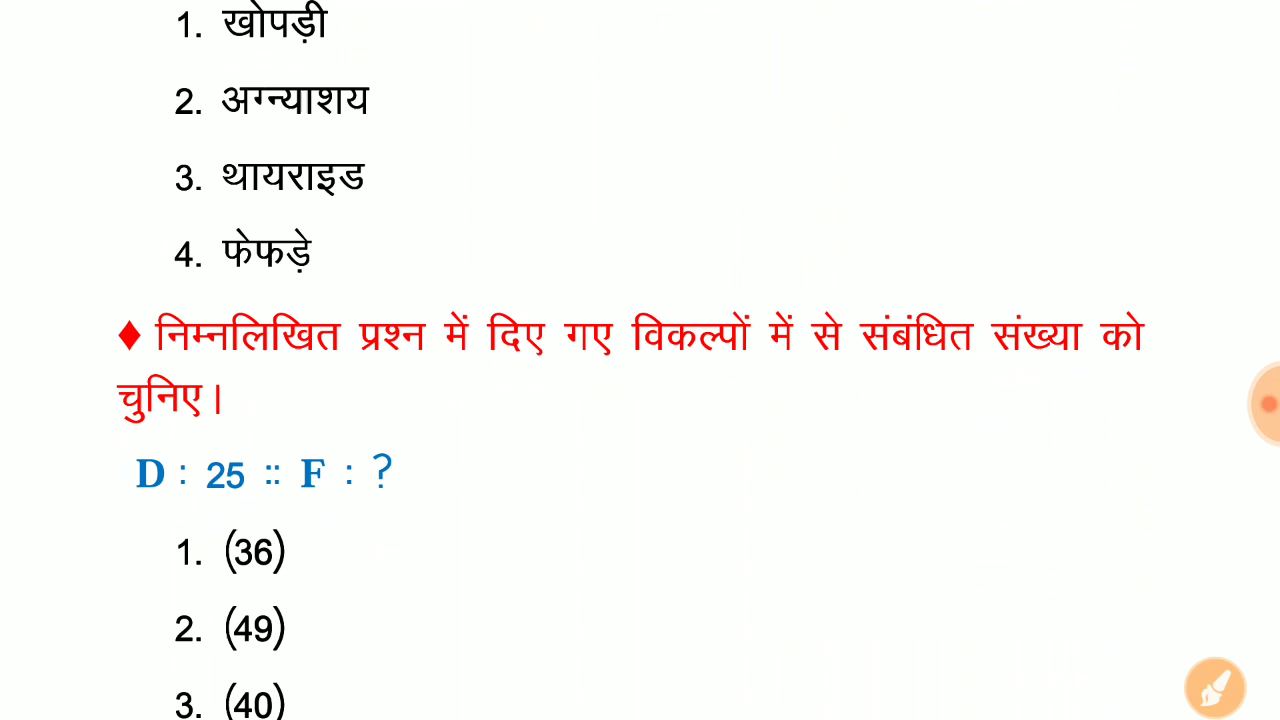 1. खोपड़ी
2. अग्न्याशय
3. थायराइड
4. फेफड़े
♦ निम्नलिखित प्रश्न में दिए गए विकल्पों में से संबंधित संख्या को
चुनिए।
D : 25 :: F : ?
1. (36)
2. (49)
3. (40)